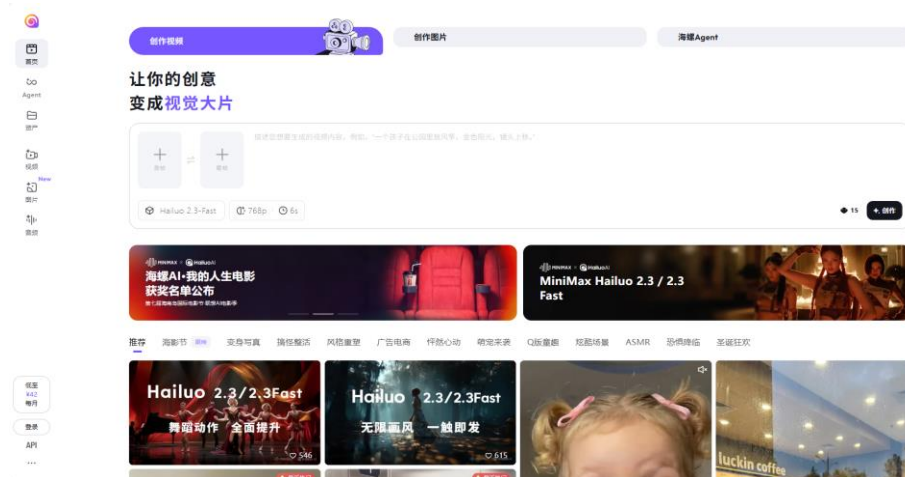 创作视频
创作图片
海螺Agent
首页
Agent
资产
视频
New
图片
音频
让你的创意
变成视觉大片
Hailuo 2.3-Fast
768p
6s
15
创作
MINIMAX × Hailuo AI
海螺AI·我的人生电影
获奖名单公布
MINIMAX × Hailuo AI
MiniMax Hailuo 2.3 / 2.3
Fast
推荐
海影节
变身写真
搞怪整活
风格重塑
广告电商
怦然心动
萌宠来袭
Q版童趣
炫酷场景
ASMR
恐惧降临
圣诞狂欢
Hailuo 2.3/2.3Fast
舞蹈动作 全面提升
546
Hailuo 2.3/2.3Fast
无限画风 一触即发
615
luckin coffee
低至
¥42
每月
登录
API
...